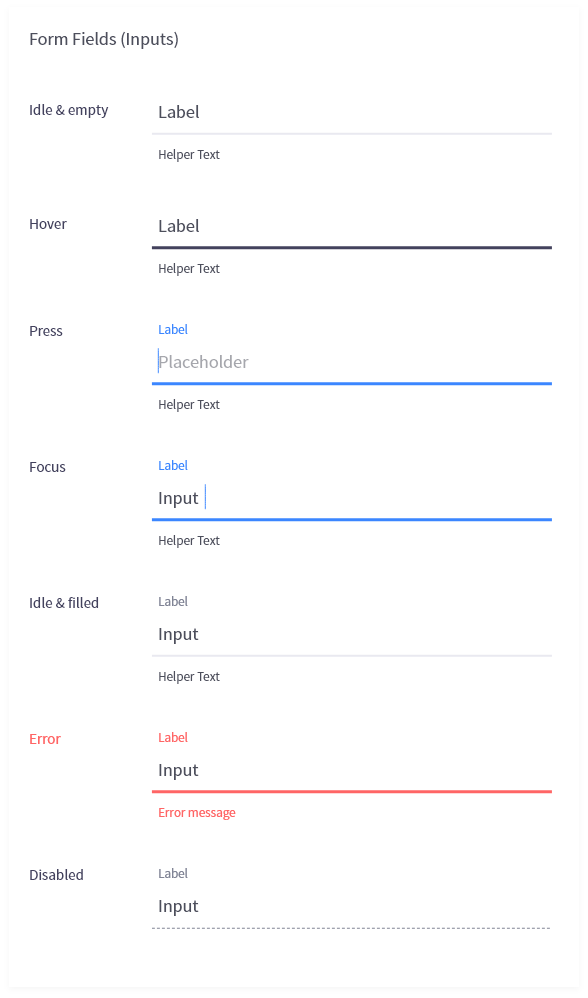 Form Fields (Inputs)
Idle & empty
Label
Helper Text
Hover
Label
Helper Text
Press
Label
Placeholder
Helper Text
Focus
Label
Input
Helper Text
Idle & filled
Label
Input
Helper Text
Error
Label
Input
Error message
Disabled
Label
Input